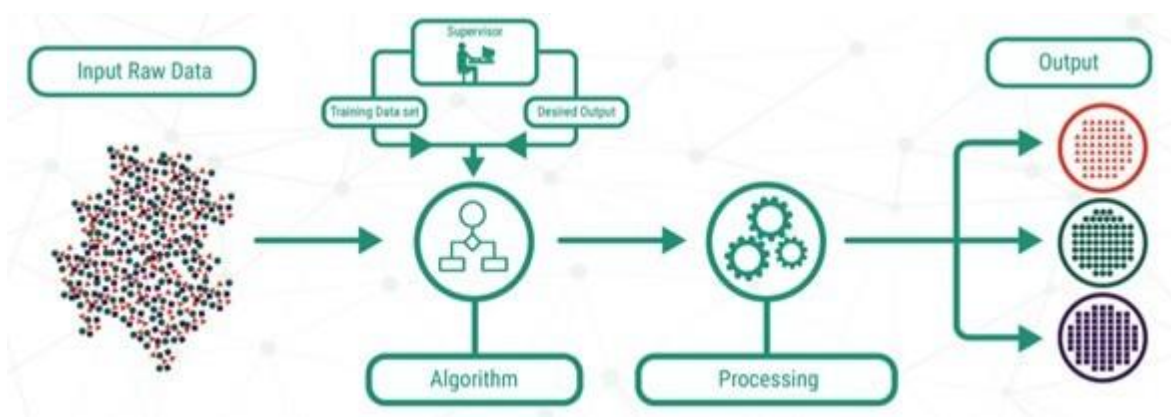 Input Raw Data
Supervisor
Training Data set
Desired Output
Output
Algorithm
Processing